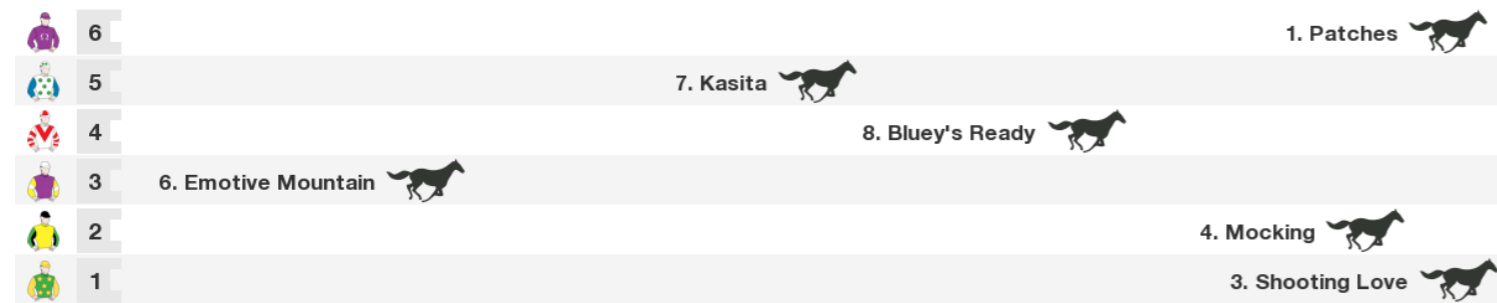 6 1. Patches
5 7. Kasita
4 8. Bluey's Ready
3 6. Emotive Mountain
2 4. Mocking
1 3. Shooting Love